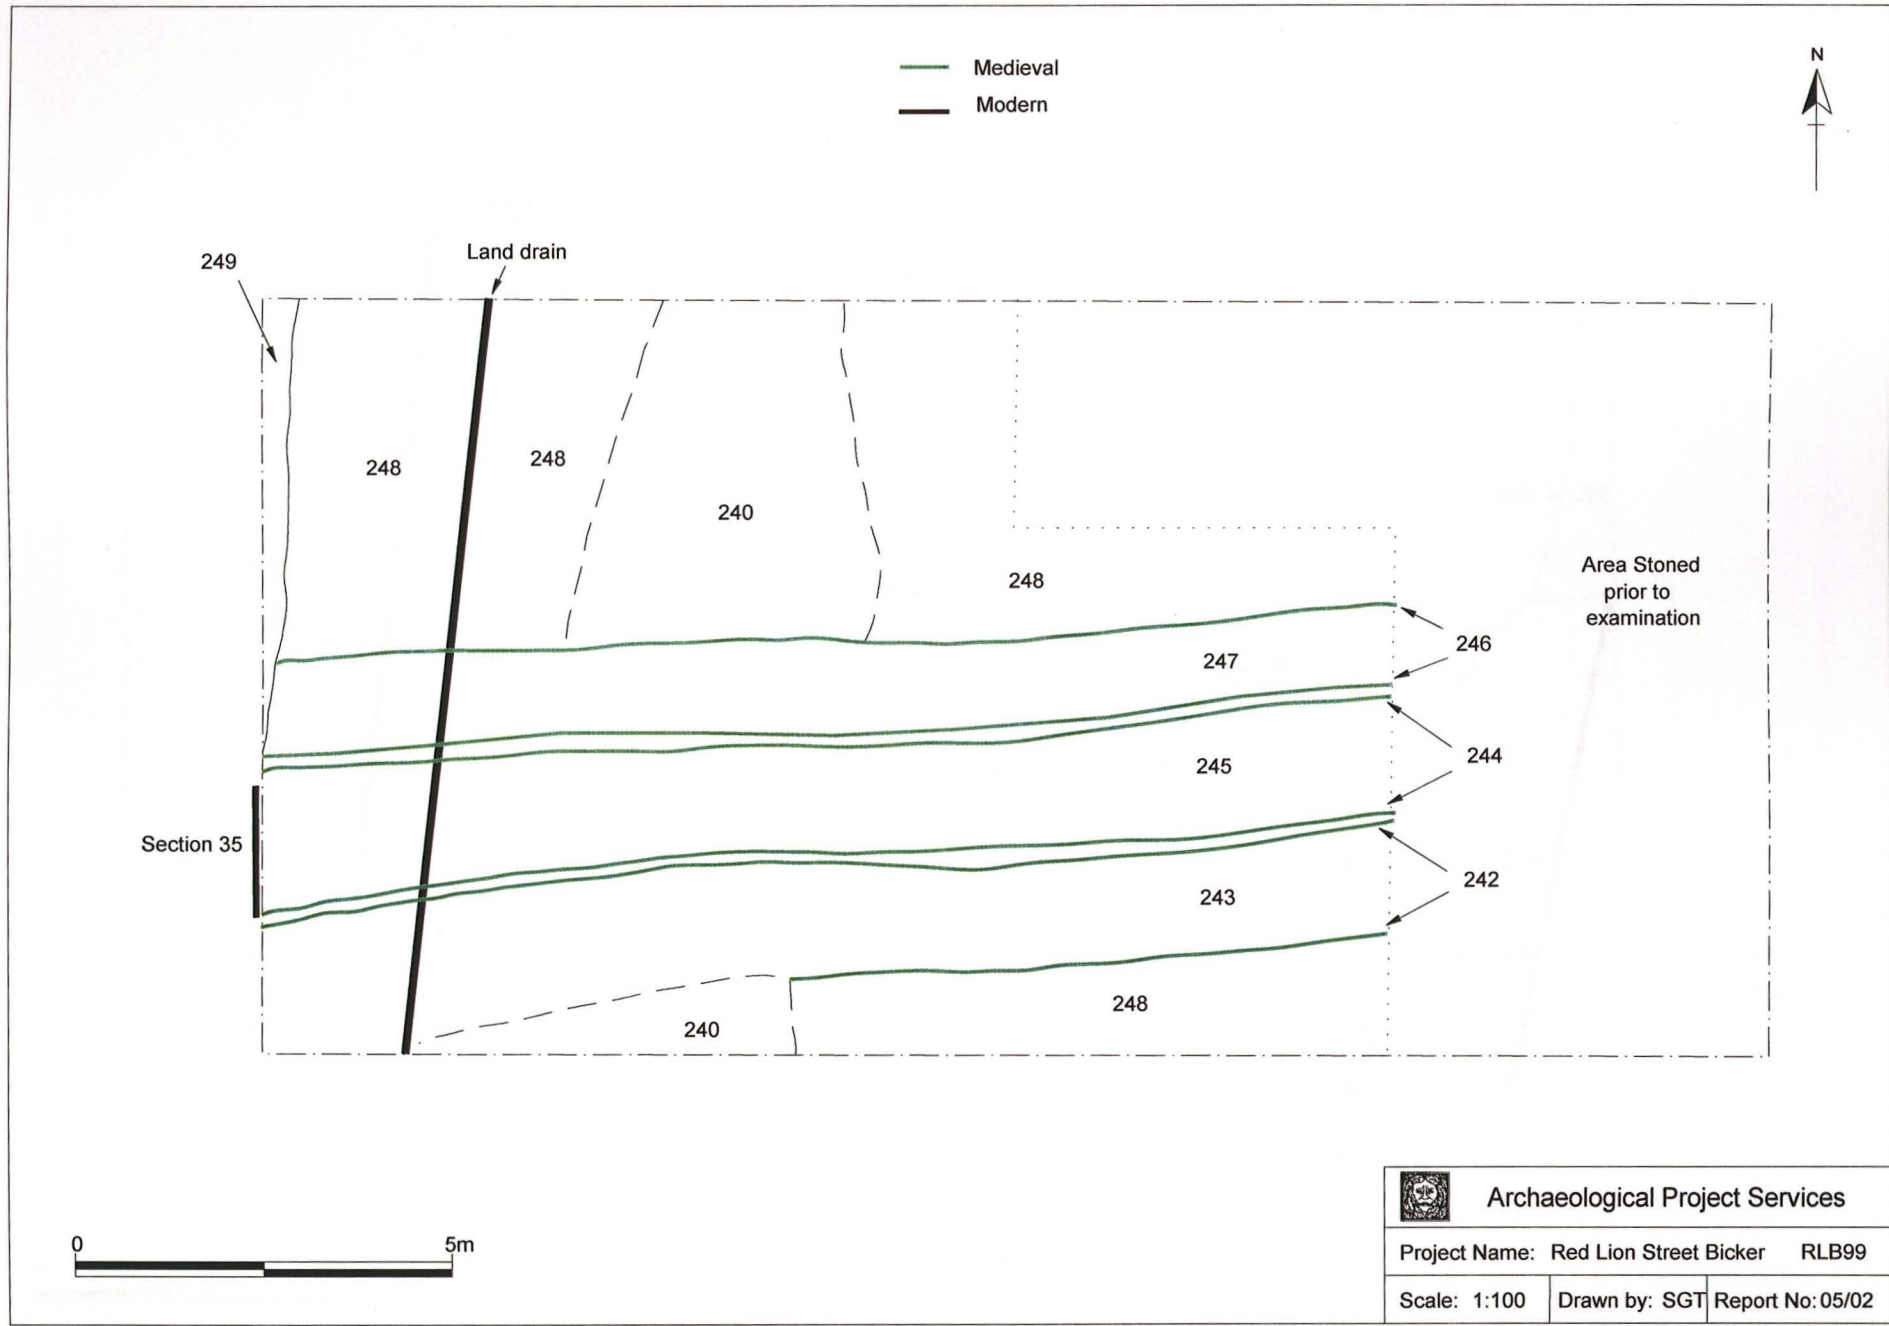 Medieval
Modern
N
249
Land drain
248
248
240
248
Area Stoned
prior to
examination
246
247
244
245
Section 35
242
243
248
240
0 5m
Archaeological Project Services
Project Name: Red Lion Street Bicker RLB99
Scale: 1:100 Drawn by: SGT Report No: 05/02